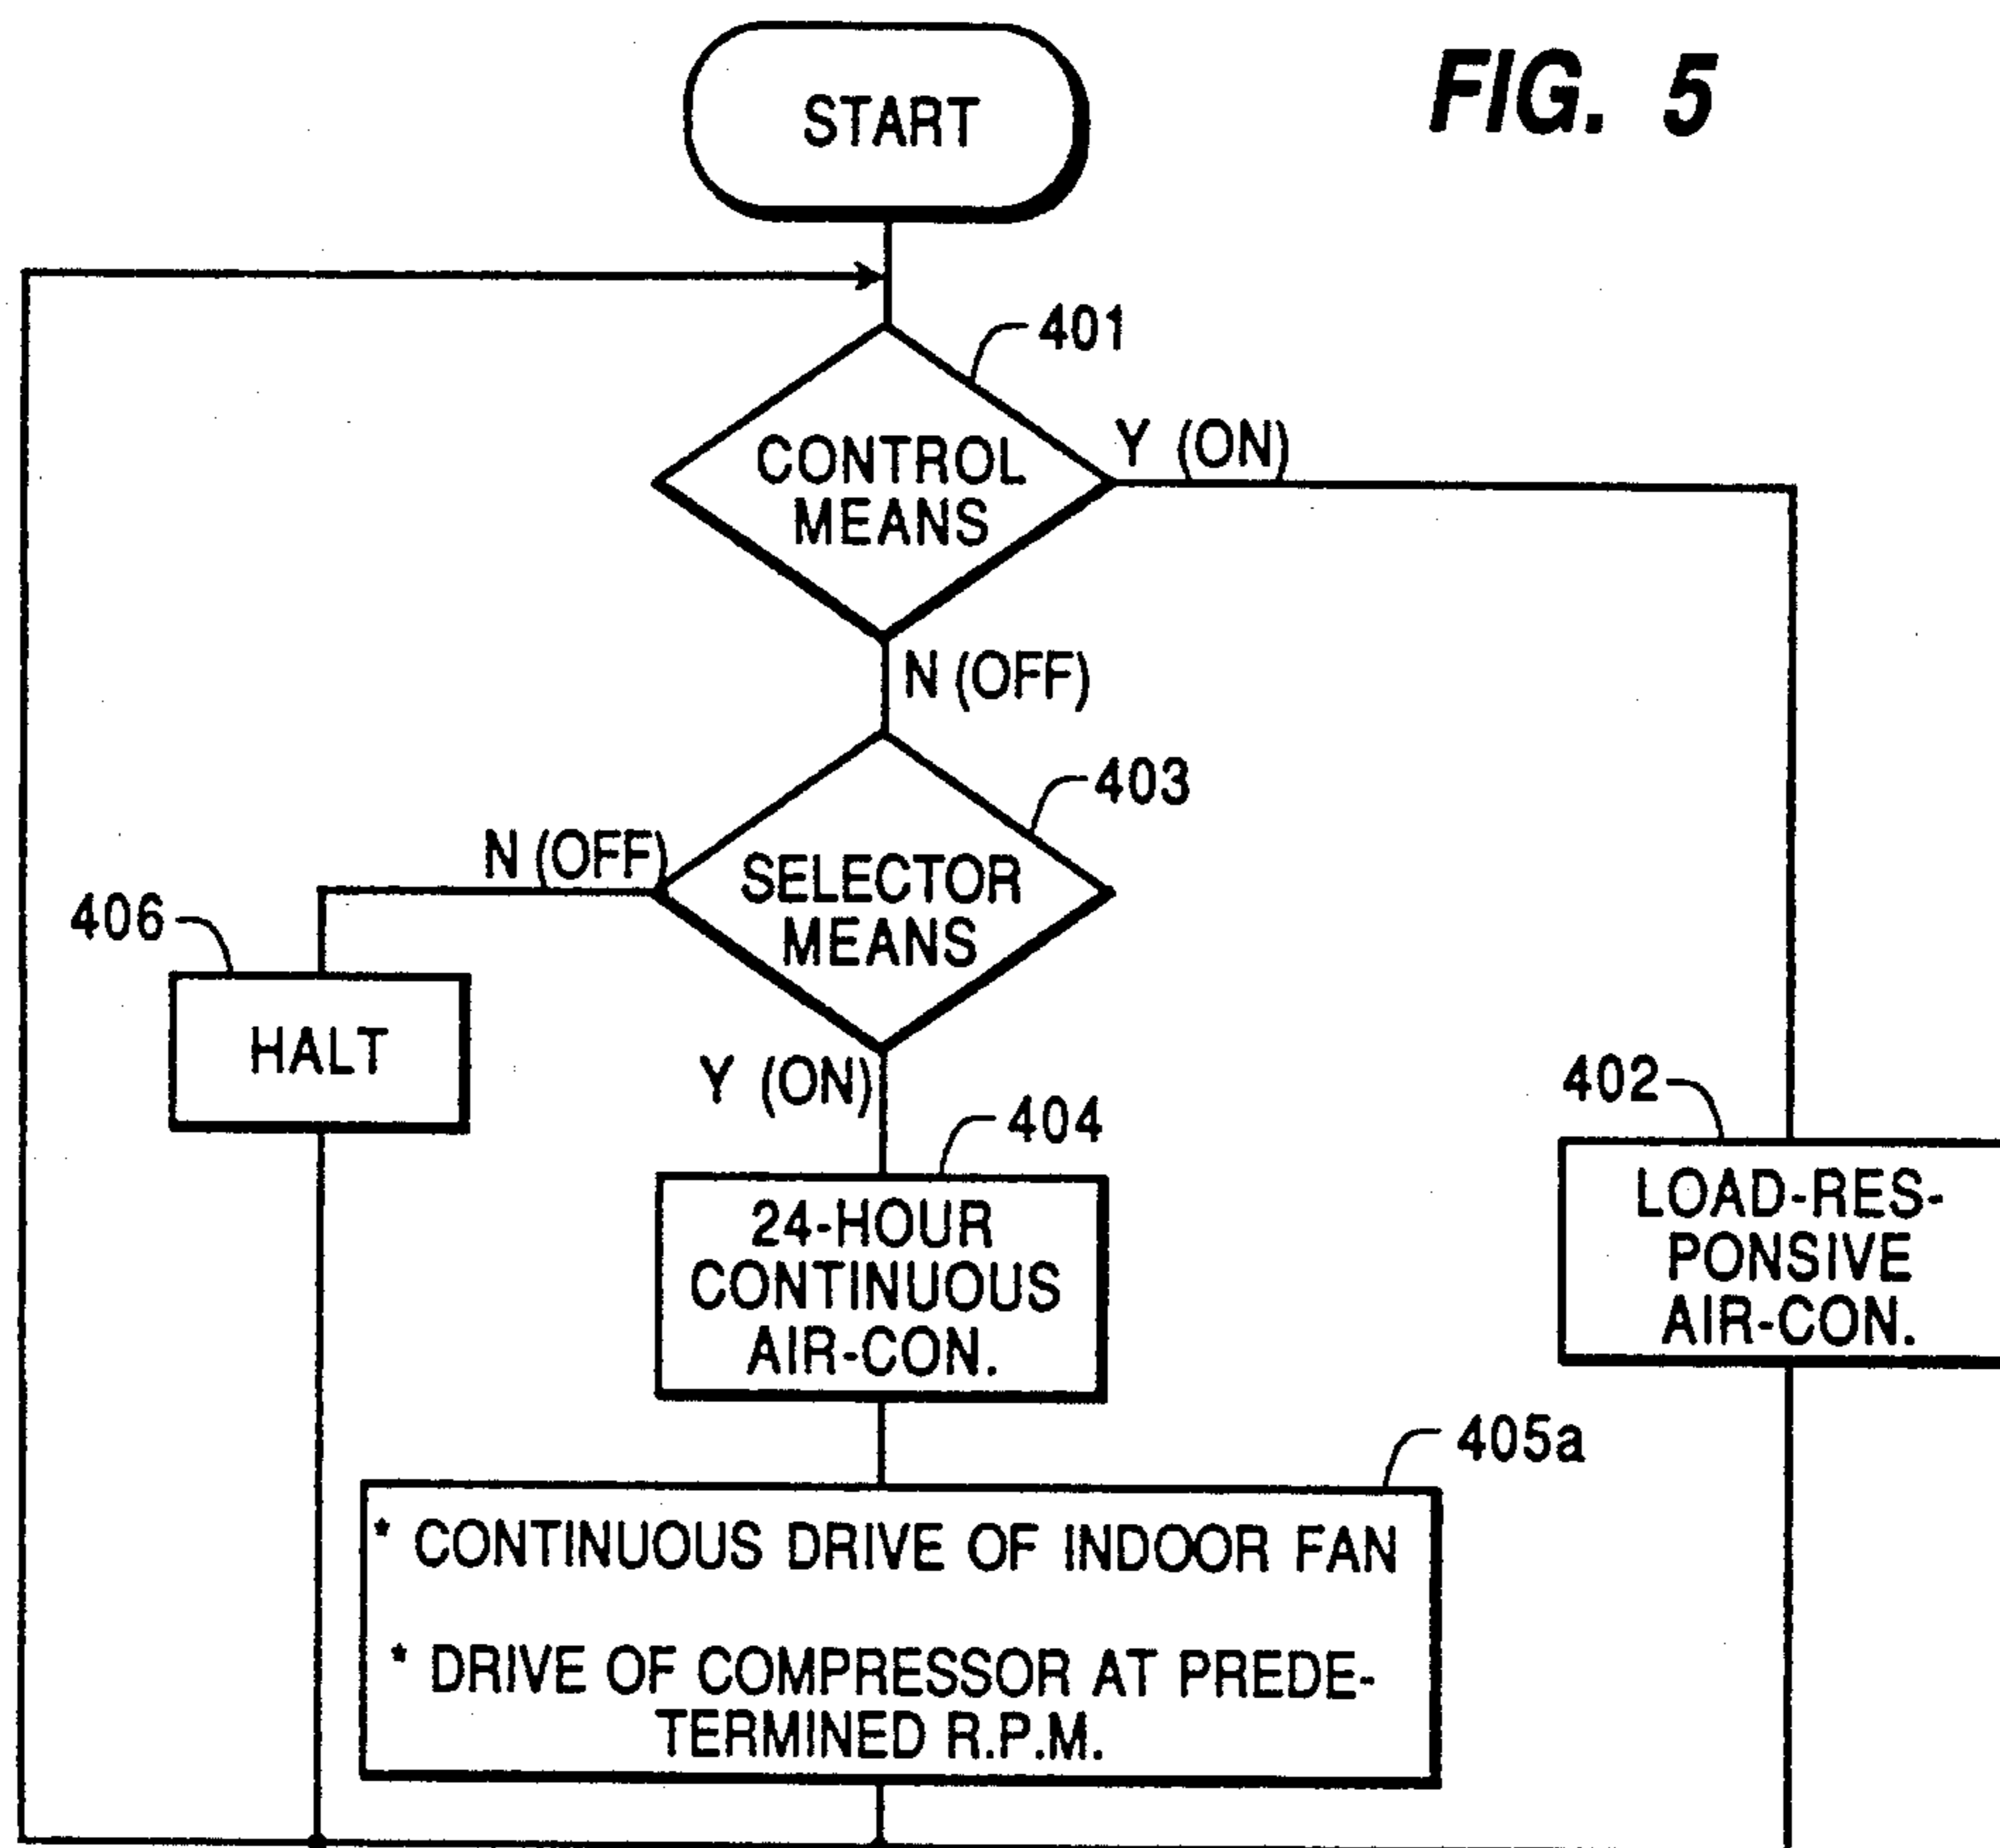 START
FIG. 5
401
CONTROL
MEANS
Y (ON)
N (OFF)
403
SELECTOR
MEANS
N (OFF)
406
HALT
Y (ON)
404
24-HOUR
CONTINUOUS
AIR-CON.
402
LOAD-RES-
PONSIVE
AIR-CON.
405a
* CONTINUOUS DRIVE OF INDOOR FAN
* DRIVE OF COMPRESSOR AT PREDE-
TERMINED R.P.M.